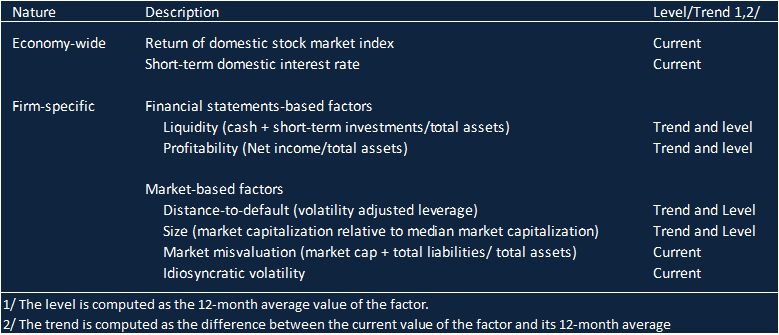 Nature Description Level/Trend 1,2/
Economy-wide Return of domestic stock market index Current
Short-term domestic interest rate Current
Firm-specific Financial statements-based factors
Liquidity (cash + short-term investments/total assets) Trend and level
Profitability (Net income/total assets) Trend and level
Market-based factors
Distance-to-default (volatility adjusted leverage) Trend and Level
Size (market capitalization relative to median market capitalization) Trend and Level
Market misvaluation (market cap + total liabilities/ total assets) Current
Idiosyncratic volatility Current
1/ The level is computed as the 12-month average value of the factor.
2/ The trend is computed as the difference between the current value of the factor and its 12-month average